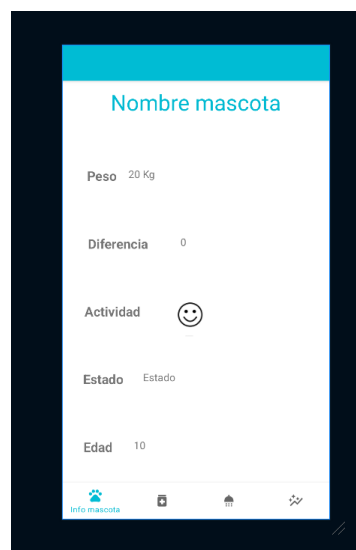 Nombre mascota
Peso 20 Kg
Diferencia 0
Actividad
Estado Estado
Edad 10
Info mascota